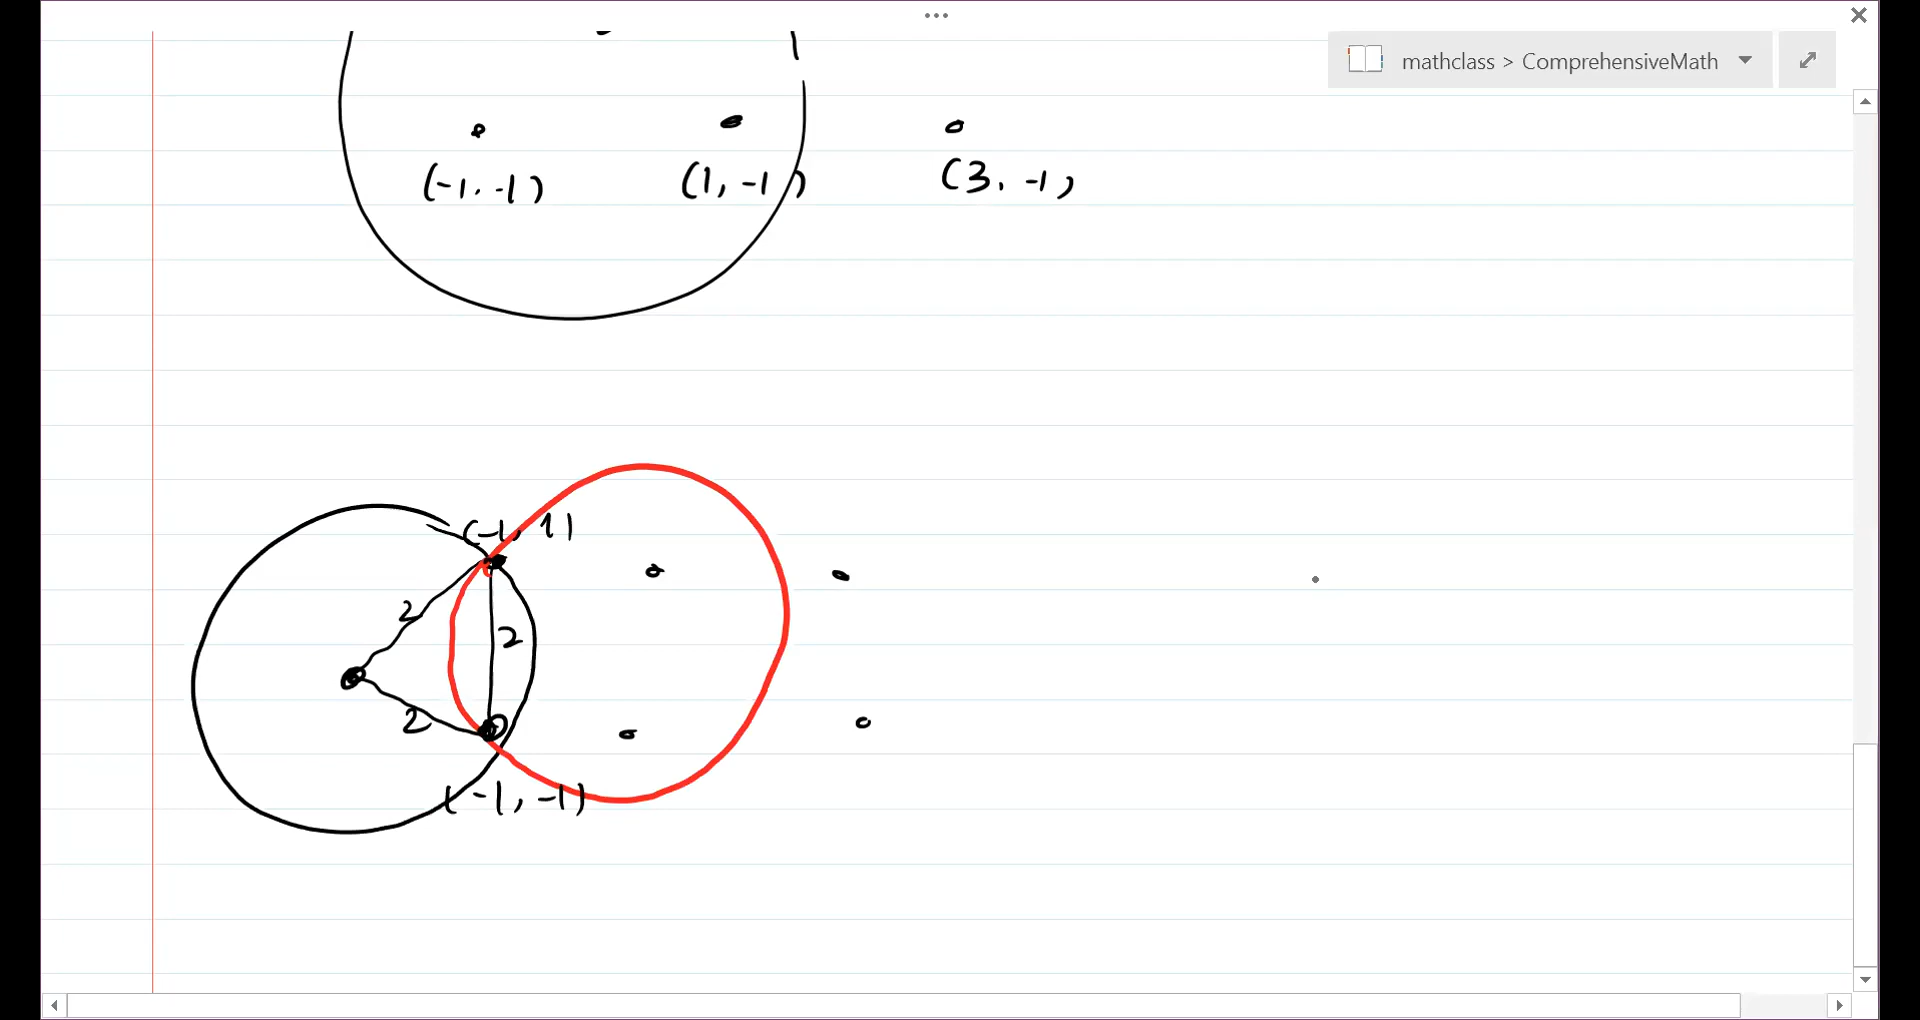 mathclass > ComprehensiveMath
(-1, -1) (1, -1) (3, -1)
(-1, 1)
2
2
2
(-1, -1)